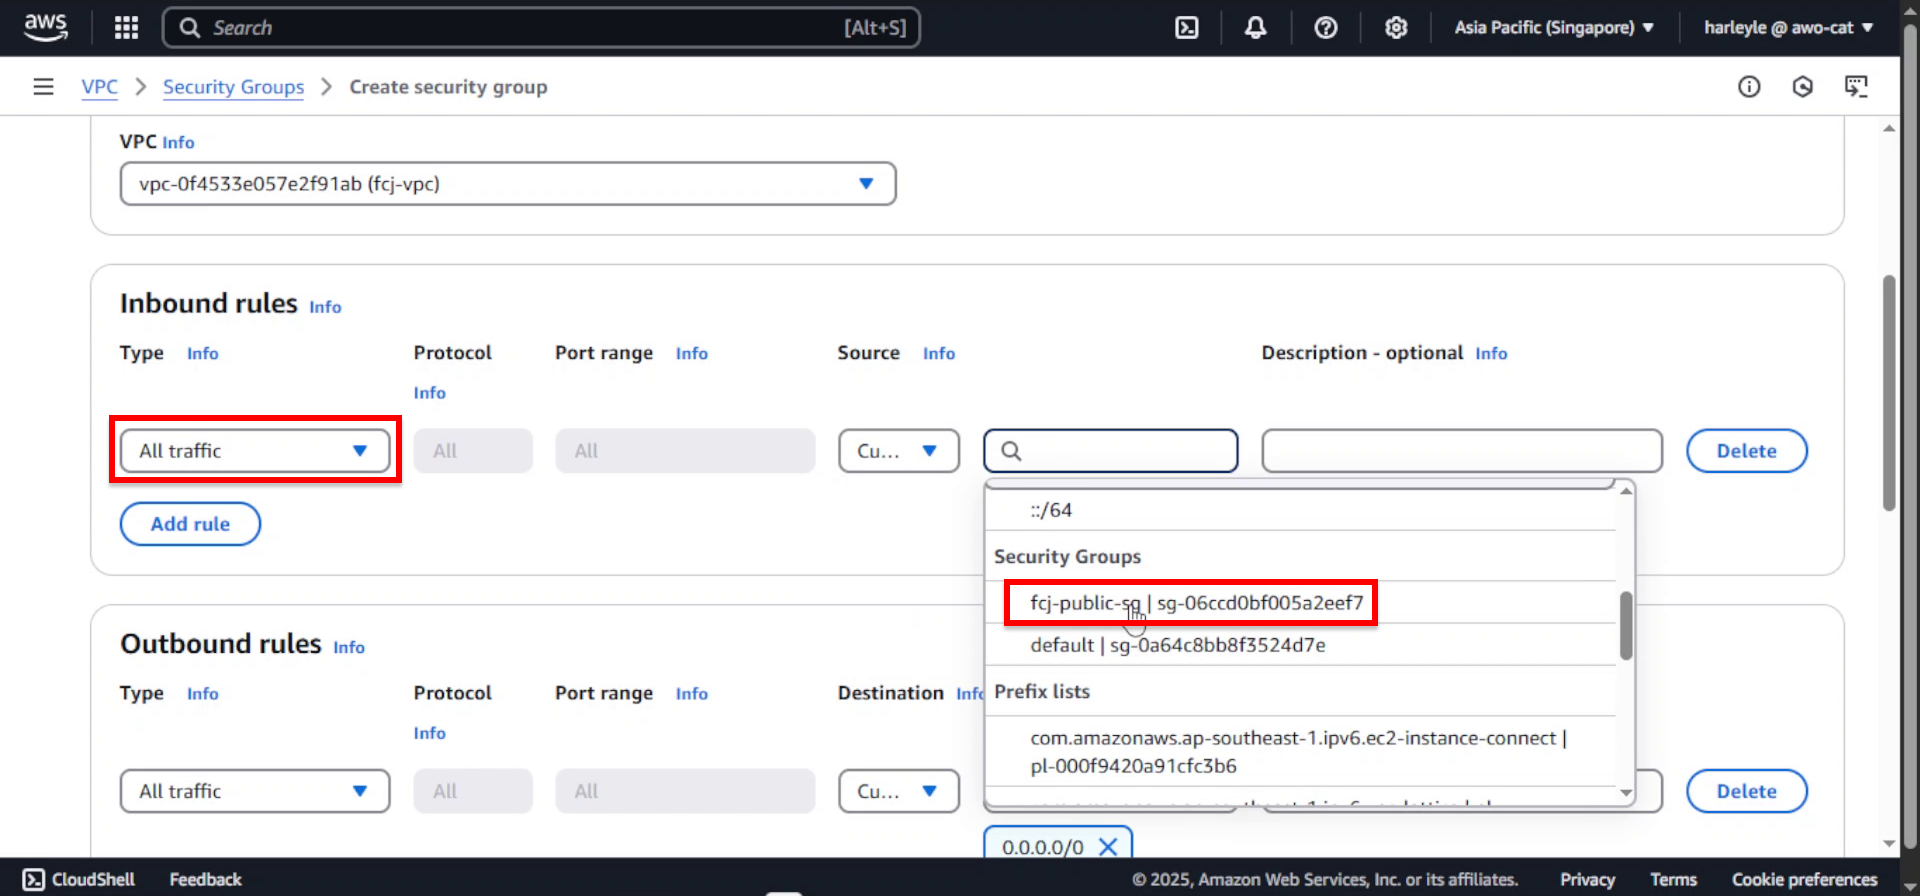 aws
Search [Alt+S]
Asia Pacific (Singapore) harleyle @ awo-cat
VPC Security Groups Create security group
VPC Info
vpc-0f4533e057e2f91ab (fcj-vpc)
Inbound rules Info
Type Info Protocol Info Port range Info Source Info Description - optional Info
All traffic All All Cu... Delete
Add rule
::/64
Security Groups
fcj-public-sg | sg-06ccd0bf005a2eef7
default | sg-0a64c8bb8f3524d7e
Prefix lists
com.amazonaws.ap-southeast-1.ipv6.ec2-instance-connect |
pl-000f9420a91cfc3b6
Outbound rules Info
Type Info Protocol Info Port range Info Destination Info
All traffic All All Cu... Delete
0.0.0.0/0
CloudShell Feedback © 2025, Amazon Web Services, Inc. or its affiliates. Privacy Terms Cookie preferences